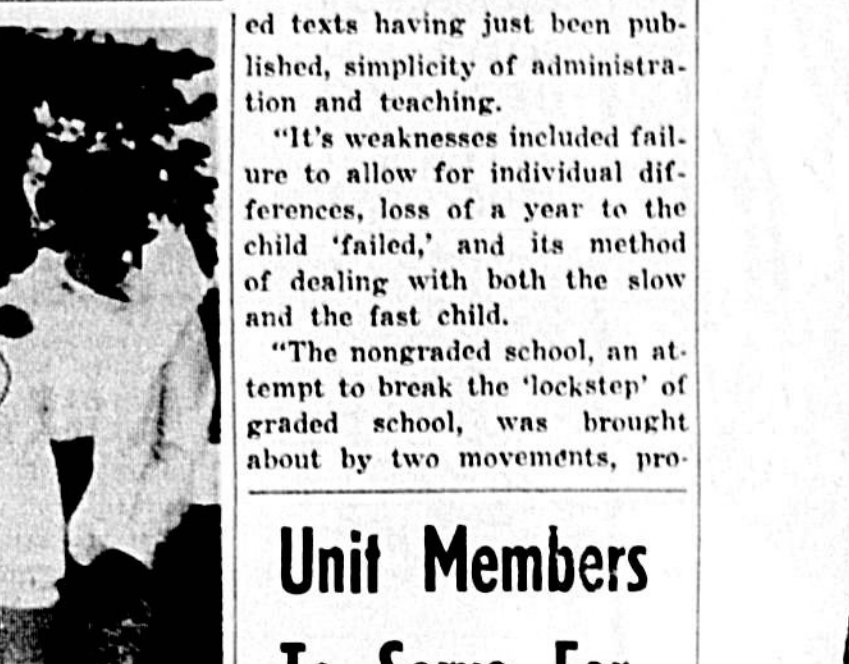 ed texts having just been pub-
lished, simplicity of administra-
tion and teaching.
"It's weaknesses included fail-
ure to allow for individual dif-
ferences, loss of a year to the
child 'failed,' and its method
of dealing with both the slow
and the fast child.
"The nongraded school, an at-
tempt to break the 'lockstep' of
graded school, was brought
about by two movements, pro-
Unit Members
To Serve For